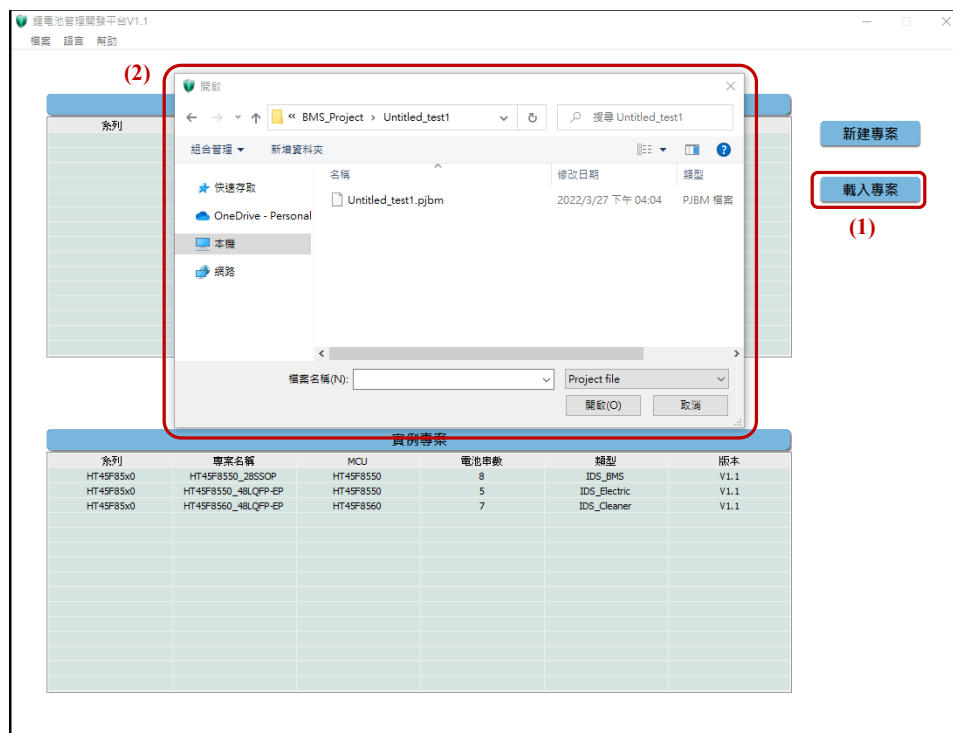 鋰電池管理開發平台V1.1
檔案 語言 幫助
(2)
開啟
« BMS_Project › Untitled_test1
搜尋 Untitled_test1
組合管理 新增資料夾
名稱 修改日期 類型
快速存取
Untitled_test1.pjbm 2022/3/27 下午 04:04 PJBM 檔案
OneDrive - Personal
本機
網路
檔案名稱(N): Project file
開啟(O) 取消
系列
新建專案
載入專案
(1)
實例專案
系列 專案名稱 MCU 電池串數 類型 版本
HT45F85x0 HT45F8550_28SSOP HT45F8550 8 IDS_BMS V1.1
HT45F85x0 HT45F8550_48LQFP-EP HT45F8550 5 IDS_Electric V1.1
HT45F85x0 HT45F8560_48LQFP-EP HT45F8560 7 IDS_Cleaner V1.1